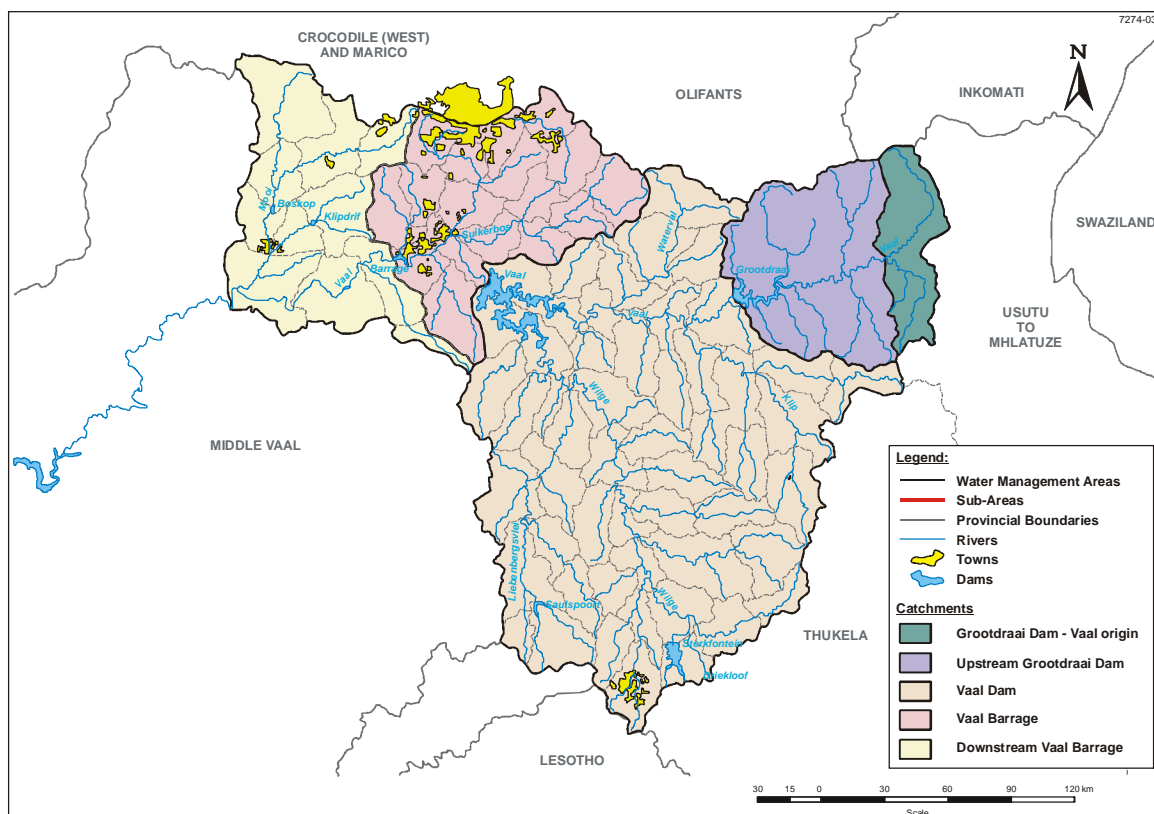 7274-03
CROCODILE (WEST)
AND MARICO
OLIFANTS
N
INKOMATI
SWAZILAND
Mooi
Boskop
Klipdrif
Suikerbos
Waterval
Vaal
Grootdraai
Barrage
Vaal
Vaal
Vaal
USUTU
TO
MHLATUZE
Wilge
Klip
MIDDLE VAAL
Liebenbergsvlei
Saulspoort
Wilge
Sterkfontein
Driekloof
THUKELA
LESOTHO
Legend:
Water Management Areas
Sub-Areas
Provincial Boundaries
Rivers
Towns
Dams
Catchments
Grootdraai Dam - Vaal origin
Upstream Grootdraai Dam
Vaal Dam
Vaal Barrage
Downstream Vaal Barrage
30 15 0 30 60 90 120 km
Scale